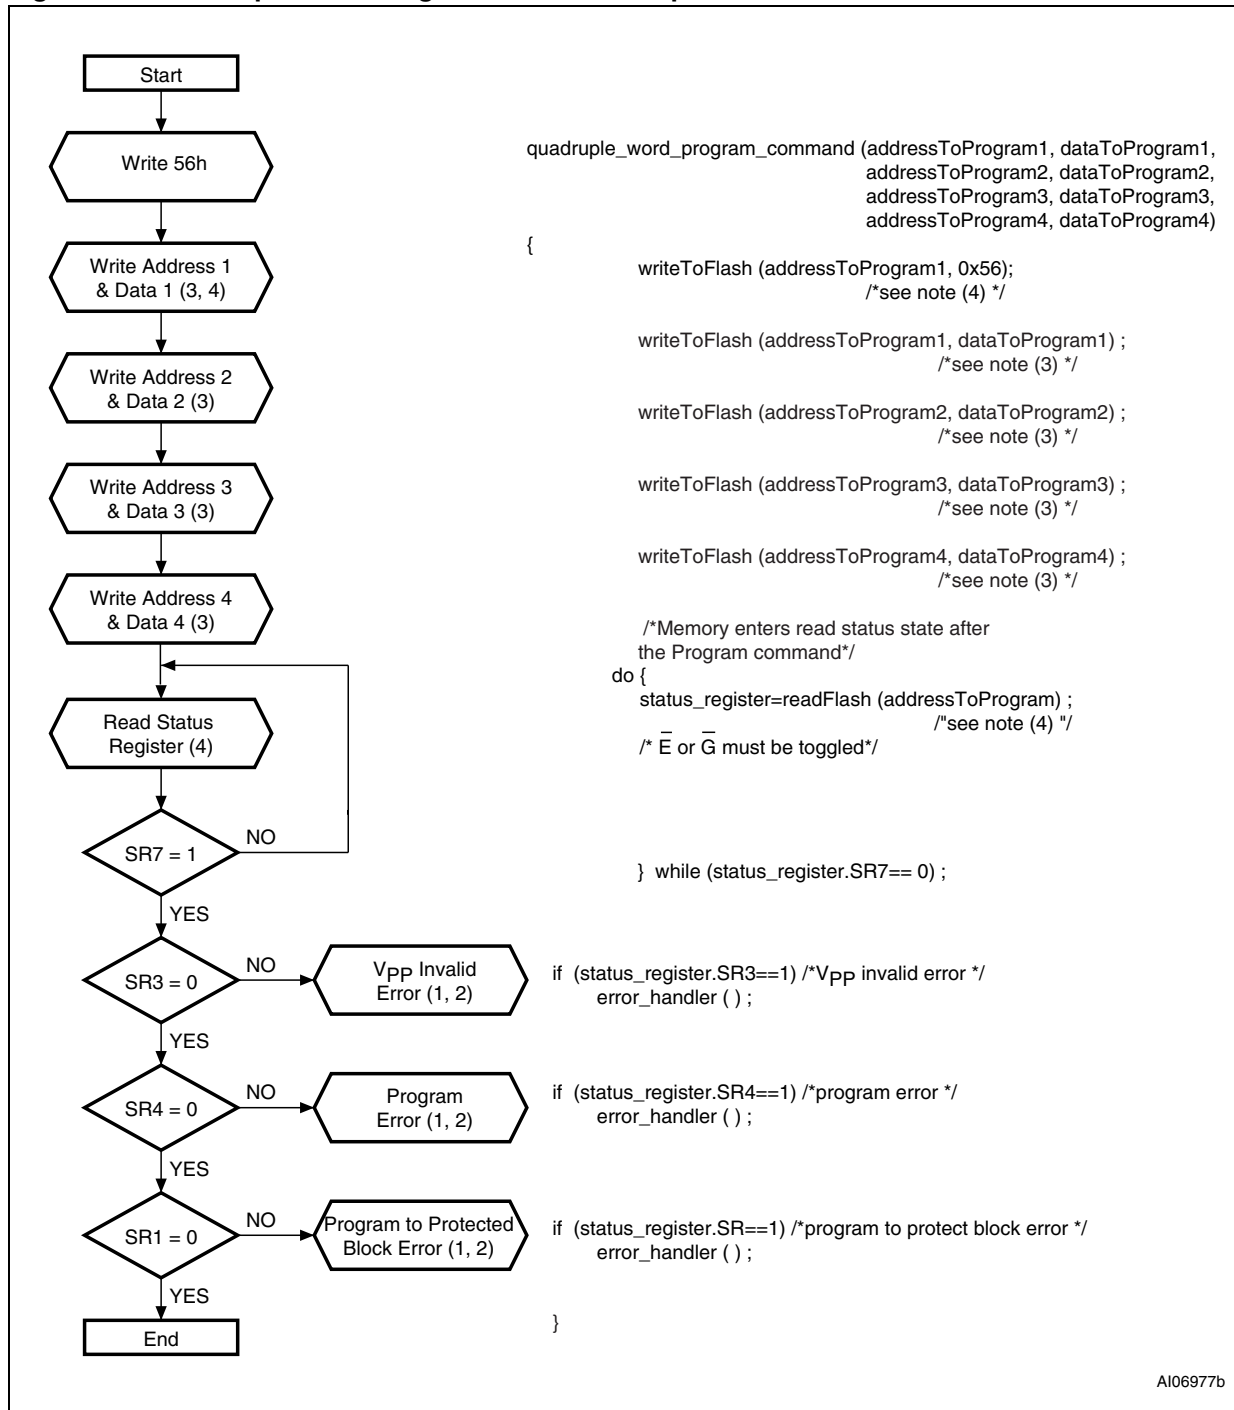 Start
Write 56h
Write Address 1
& Data 1 (3, 4)
Write Address 2
& Data 2 (3)
Write Address 3
& Data 3 (3)
Write Address 4
& Data 4 (3)
Read Status
Register (4)
SR7 = 1
NO
YES
SR3 = 0
NO
VPP Invalid
Error (1, 2)
YES
SR4 = 0
NO
Program
Error (1, 2)
YES
SR1 = 0
NO
Program to Protected
Block Error (1, 2)
YES
End
quadruple_word_program_command (addressToProgram1, dataToProgram1,
addressToProgram2, dataToProgram2,
addressToProgram3, dataToProgram3,
addressToProgram4, dataToProgram4)
{
writeToFlash (addressToProgram1, 0x56);
/*see note (4) */
writeToFlash (addressToProgram1, dataToProgram1) ;
/*see note (3) */
writeToFlash (addressToProgram2, dataToProgram2) ;
/*see note (3) */
writeToFlash (addressToProgram3, dataToProgram3) ;
/*see note (3) */
writeToFlash (addressToProgram4, dataToProgram4) ;
/*see note (3) */
/*Memory enters read status state after
the Program command*/
do {
status_register=readFlash (addressToProgram) ;
/"see note (4) "/
/* E̅ or G̅ must be toggled*/
} while (status_register.SR7== 0) ;
if (status_register.SR3==1) /*VPP invalid error */
error_handler ( ) ;
if (status_register.SR4==1) /*program error */
error_handler ( ) ;
if (status_register.SR==1) /*program to protect block error */
error_handler ( ) ;
}
AI06977b